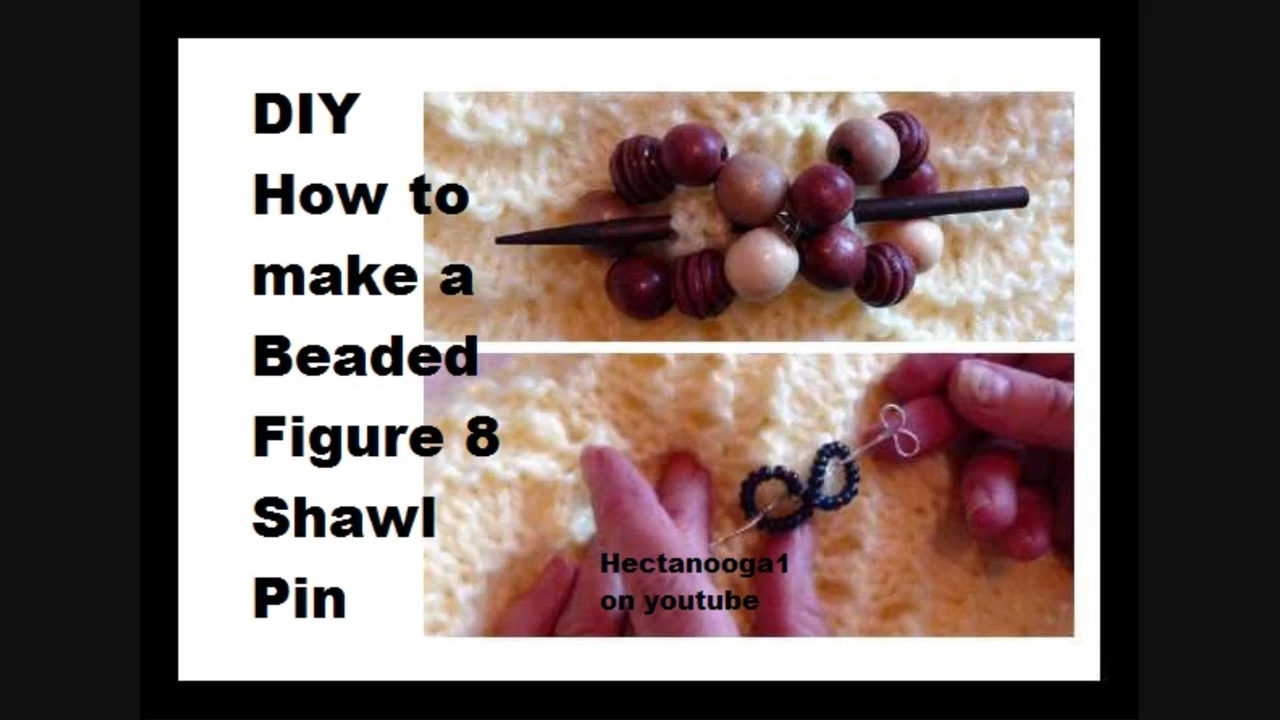 DIY
How to
make a
Beaded
Figure 8
Shawl
Pin
Hectanooga1
on youtube